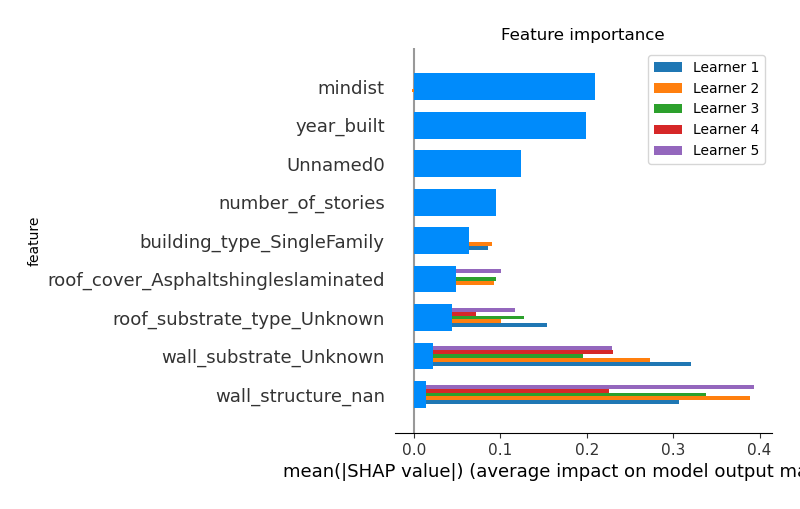 Feature importance
Learner 1
Learner 2
Learner 3
Learner 4
Learner 5
feature
mindist
year_built
Unnamed0
number_of_stories
building_type_SingleFamily
roof_cover_Asphaltshingleslaminated
roof_substrate_type_Unknown
wall_substrate_Unknown
wall_structure_nan
0.0 0.1 0.2 0.3 0.4
mean(|SHAP value|) (average impact on model output ma